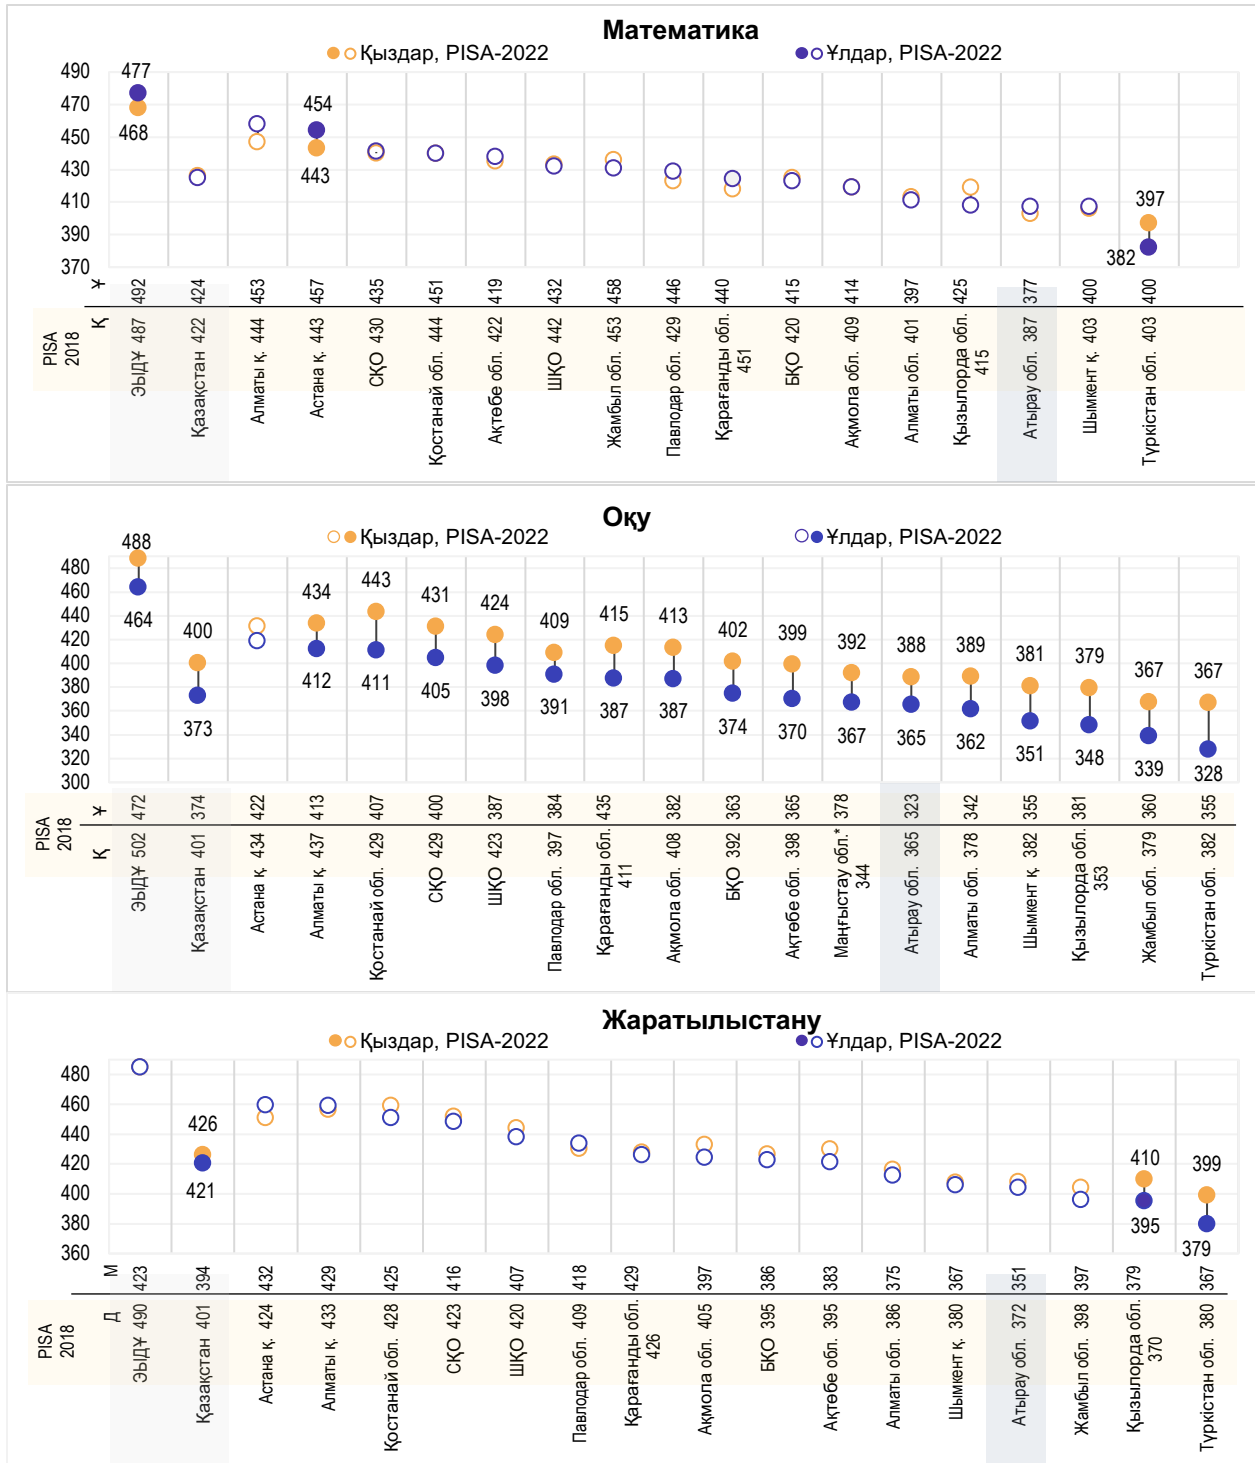 Математика
Қыздар, PISA-2022
Ұлдар, PISA-2022
490
470
450
430
410
390
370
477
468
454
443
397
382
Ұ 492 424 453 457 435 451 419 432 458 446 440 415 414 397 425 377 400 400
PISA 2018
Қ
ЭЫДҰ 487
Қазақстан 422
Алматы қ. 444
Астана қ. 443
СҚО 430
Қостанай обл. 444
Ақтөбе обл. 422
ШҚО 442
Жамбыл обл. 453
Павлодар обл. 429
Қарағанды обл. 451
БҚО 420
Ақмола обл. 409
Алматы обл. 401
Қызылорда обл. 415
Атырау обл. 387
Шымкент қ. 403
Түркістан обл. 403
Оқу
Қыздар, PISA-2022
Ұлдар, PISA-2022
480
460
440
420
400
380
360
340
320
300
488 400 434 443 431 424 409 415 413 402 399 392 388 389 381 379 367 367
464 373 412 411 405 398 391 387 387 374 370 367 365 362 351 348 339 328
Ұ 472 374 422 413 407 400 387 384 435 382 363 365 378 323 342 355 381 360 355
PISA 2018
Қ
ЭЫДҰ 502
Қазақстан 401
Астана қ. 434
Алматы қ. 437
Қостанай обл. 429
СҚО 429
ШҚО 423
Павлодар обл. 397
Қарағанды обл. 411
Ақмола обл. 408
БҚО 392
Ақтөбе обл. 398
Маңғыстау обл.* 344
Атырау обл. 365
Алматы обл. 378
Шымкент қ. 382
Қызылорда обл. 353
Жамбыл обл. 379
Түркістан обл. 382
Жаратылыстану
Қыздар, PISA-2022
Ұлдар, PISA-2022
480
460
440
420
400
380
360
426
421
410
395
399
379
М 423 394 432 429 425 416 407 418 429 397 386 383 375 367 351 397 379 367
PISA 2018
Д
ЭЫДҰ 490
Қазақстан 401
Астана қ. 424
Алматы қ. 433
Қостанай обл. 428
СҚО 423
ШҚО 420
Павлодар обл. 409
Қарағанды обл. 426
Ақмола обл. 405
БҚО 395
Ақтөбе обл. 395
Алматы обл. 386
Шымкент қ. 380
Атырау обл. 372
Жамбыл обл. 398
Қызылорда обл. 370
Түркістан обл. 380